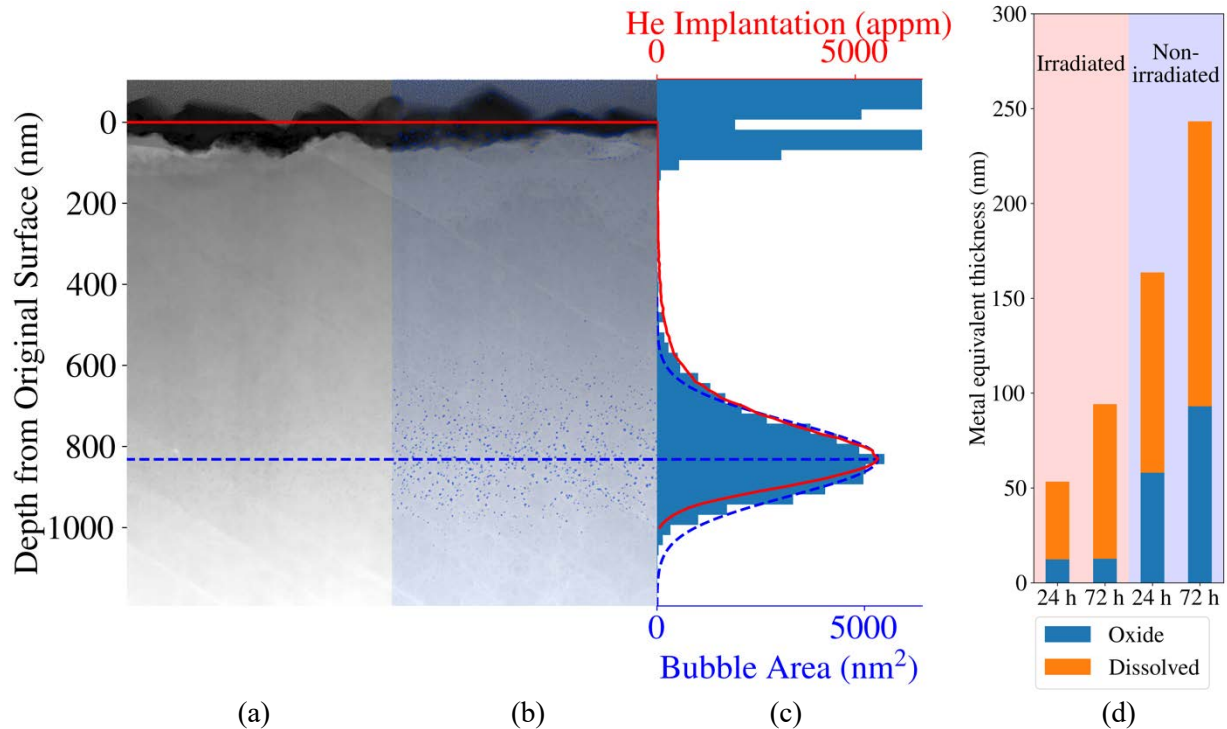 He Implantation (appm)
0 5000
Depth from Original Surface (nm)
0
200
400
600
800
1000
0 5000
Bubble Area (nm²)
Metal equivalent thickness (nm)
300
250
200
150
100
50
0
Irradiated
Non-
irradiated
24 h 72 h 24 h 72 h
Oxide
Dissolved
(a) (b) (c) (d)